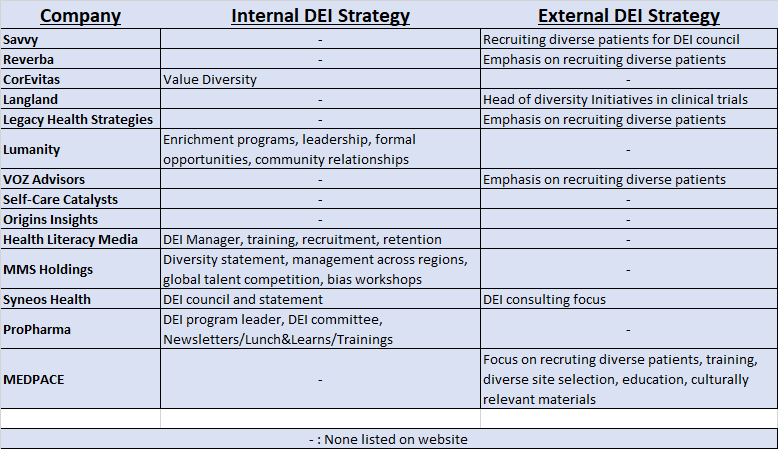 Company Internal DEI Strategy External DEI Strategy
Savvy - Recruiting diverse patients for DEI council
Reverba - Emphasis on recruiting diverse patients
CorEvitas Value Diversity -
Langland - Head of diversity Initiatives in clinical trials
Legacy Health Strategies - Emphasis on recruiting diverse patients
Lumanity Enrichment programs, leadership, formal
opportunities, community relationships -
VOZ Advisors - Emphasis on recruiting diverse patients
Self-Care Catalysts - -
Origins Insights - -
Health Literacy Media DEI Manager, training, recruitment, retention -
MMS Holdings Diversity statement, management across regions,
global talent competition, bias workshops -
Syneos Health DEI council and statement DEI consulting focus
ProPharma DEI program leader, DEI committee,
Newsletters/Lunch&Learns/Trainings -
MEDPACE - Focus on recruting diverse patients, training,
diverse site selection, education, culturally
relevant materials
- : None listed on website